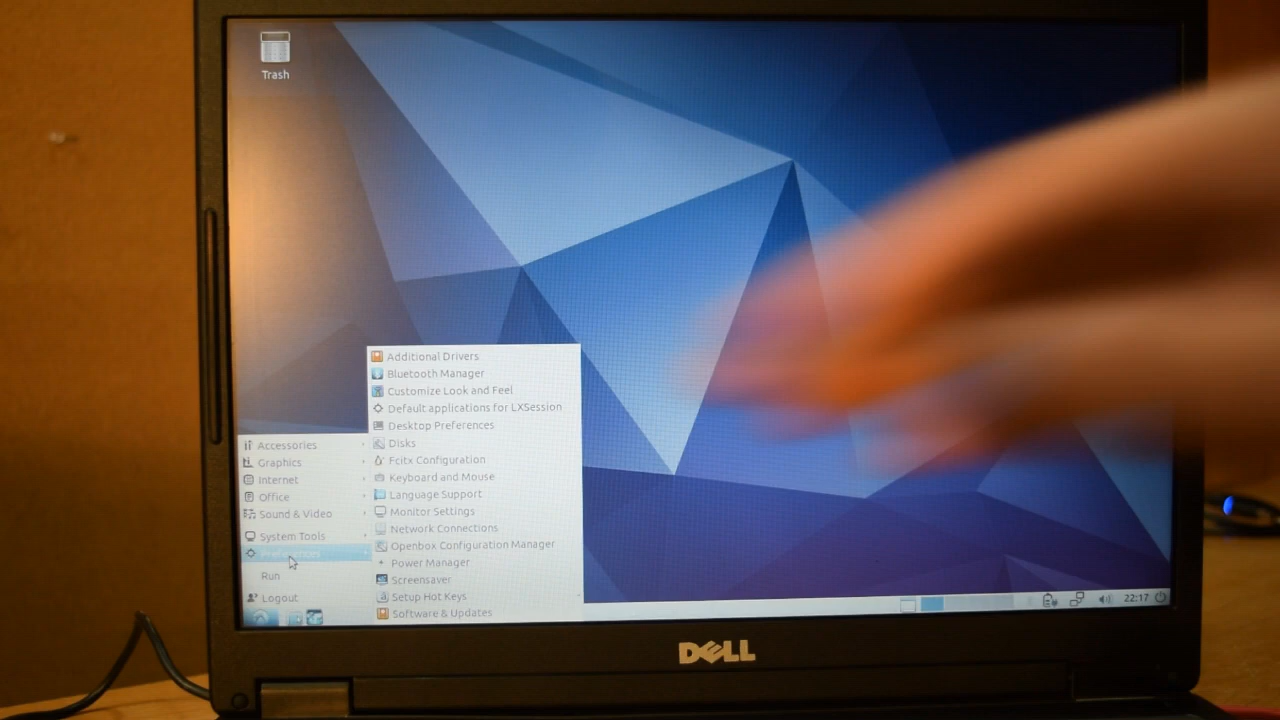 Trash
Additional Drivers
Bluetooth Manager
Customize Look and Feel
Default applications for LXSession
Desktop Preferences
Disks
Fcitx Configuration
Keyboard and Mouse
Language Support
Monitor Settings
Network Connections
Openbox Configuration Manager
Power Manager
Screensaver
Setup Hot Keys
Software & Updates
Accessories
Graphics
Internet
Office
Sound & Video
System Tools
Preferences
Run
Logout
22:17
DELL